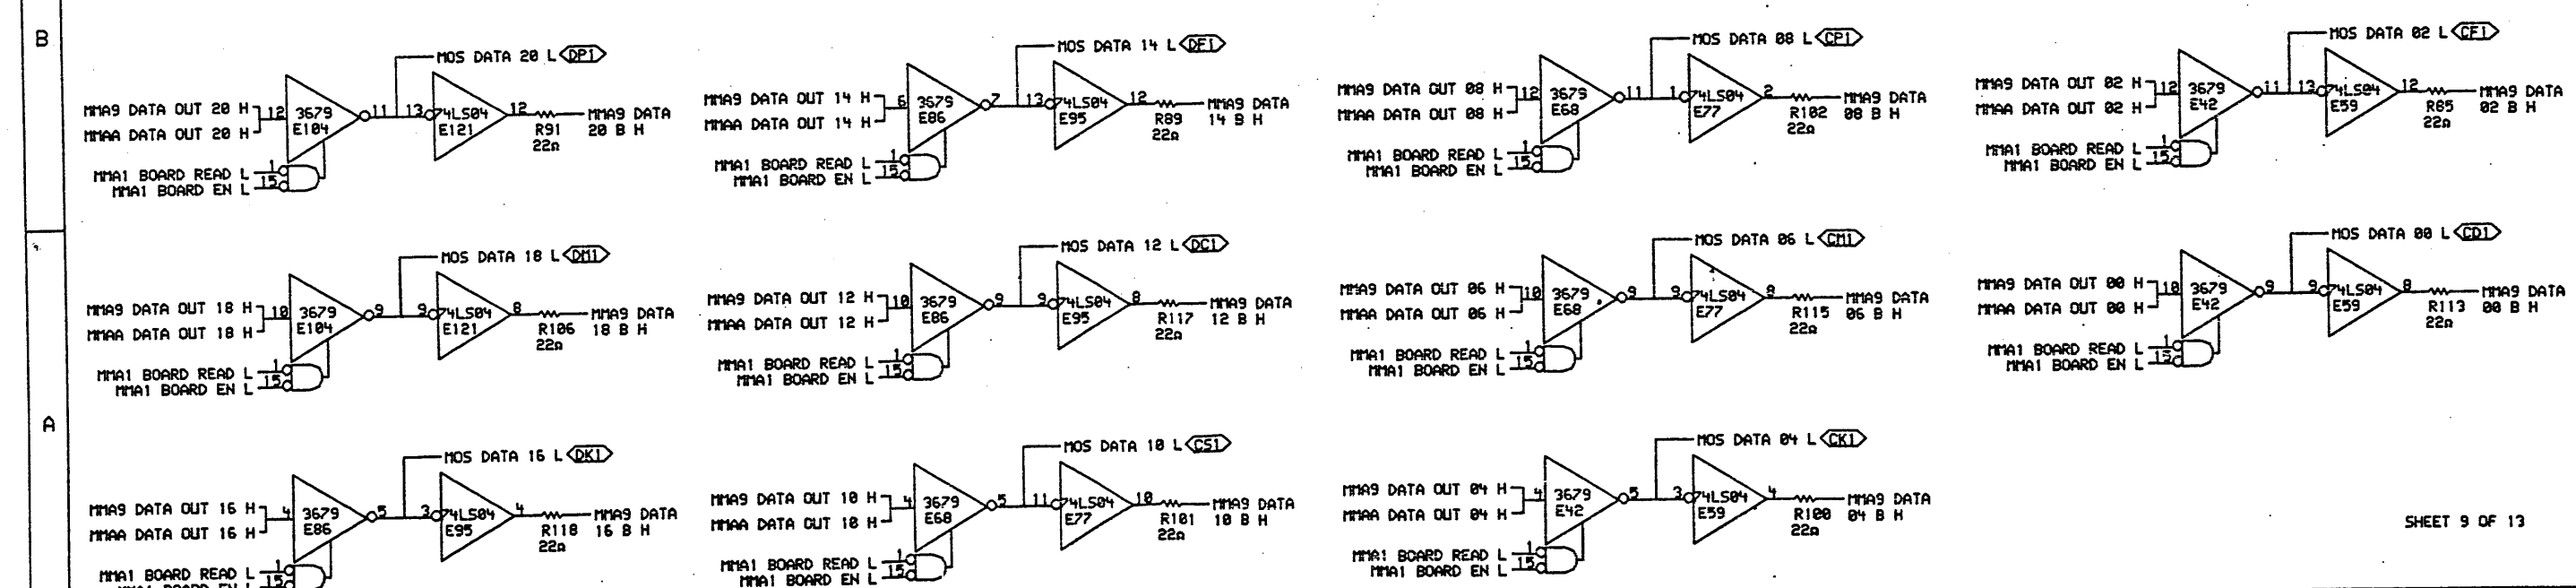 B
MOS DATA 20 L DP1
MMA9 DATA OUT 20 H
MMAA DATA OUT 20 H
12 3679 E104 11 13 74LS04 E121 12
R91
22Ω
MMA9 DATA
20 B H
MMA1 BOARD READ L 1
MMA1 BOARD EN L 15
MOS DATA 14 L DF1
MMA9 DATA OUT 14 H
MMAA DATA OUT 14 H
6 3679 E86 7 13 74LS04 E95 12
R89
22Ω
MMA9 DATA
14 B H
MMA1 BOARD READ L 1
MMA1 BOARD EN L 15
MOS DATA 08 L CP1
MMA9 DATA OUT 08 H
MMAA DATA OUT 08 H
12 3679 E68 11 1 74LS04 E77 2
R102
22Ω
MMA9 DATA
08 B H
MMA1 BOARD READ L 1
MMA1 BOARD EN L 15
MOS DATA 02 L CF1
MMA9 DATA OUT 02 H
MMAA DATA OUT 02 H
12 3679 E42 11 13 74LS04 E59 12
R85
22Ω
MMA9 DATA
02 B H
MMA1 BOARD READ L 1
MMA1 BOARD EN L 15
A
MOS DATA 18 L DM1
MMA9 DATA OUT 18 H
MMAA DATA OUT 18 H
10 3679 E104 9 9 74LS04 E121 8
R106
22Ω
MMA9 DATA
18 B H
MMA1 BOARD READ L 1
MMA1 BOARD EN L 15
MOS DATA 12 L DC1
MMA9 DATA OUT 12 H
MMAA DATA OUT 12 H
10 3679 E86 9 9 74LS04 E95 8
R117
22Ω
MMA9 DATA
12 B H
MMA1 BOARD READ L 1
MMA1 BOARD EN L 15
MOS DATA 06 L CM1
MMA9 DATA OUT 06 H
MMAA DATA OUT 06 H
10 3679 E68 9 9 74LS04 E77 8
R115
22Ω
MMA9 DATA
06 B H
MMA1 BOARD READ L 1
MMA1 BOARD EN L 15
MOS DATA 00 L CD1
MMA9 DATA OUT 00 H
MMAA DATA OUT 00 H
10 3679 E42 9 9 74LS04 E59 8
R113
22Ω
MMA9 DATA
00 B H
MMA1 BOARD READ L 1
MMA1 BOARD EN L 15
MOS DATA 16 L DK1
MMA9 DATA OUT 16 H
MMAA DATA OUT 16 H
4 3679 E86 5 3 74LS04 E95 4
R118
22Ω
MMA9 DATA
16 B H
MMA1 BOARD READ L 1
MMA1 BOARD EN L 15
MOS DATA 10 L CS1
MMA9 DATA OUT 10 H
MMAA DATA OUT 10 H
4 3679 E68 5 11 74LS04 E77 10
R101
22Ω
MMA9 DATA
10 B H
MMA1 BOARD READ L 1
MMA1 BOARD EN L 15
MOS DATA 04 L CK1
MMA9 DATA OUT 04 H
MMAA DATA OUT 04 H
4 3679 E42 5 3 74LS04 E59 4
R100
22Ω
MMA9 DATA
04 B H
MMA1 BOARD READ L 1
MMA1 BOARD EN L 15
SHEET 9 OF 13